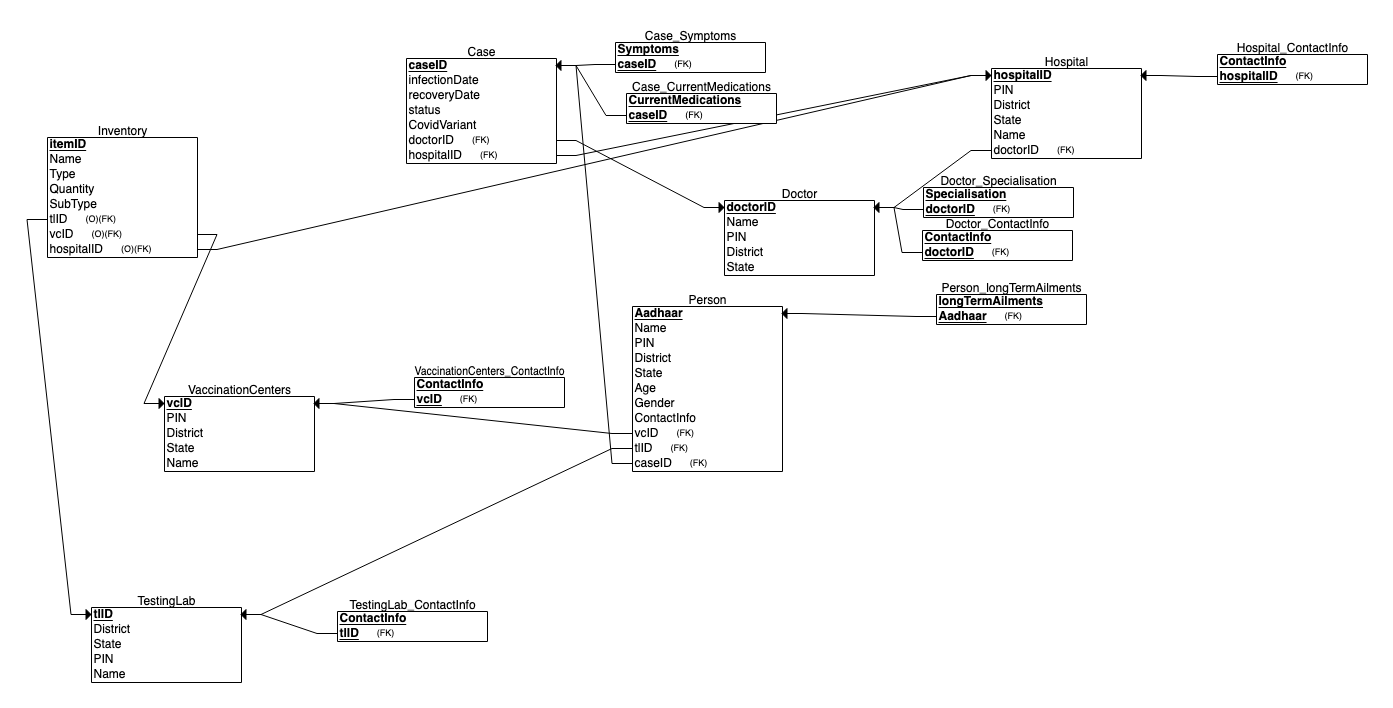 Case_Symptoms
Symptoms
caseID (FK)
Case
caseID
infectionDate
recoveryDate
status
CovidVariant
doctorID (FK)
hospitalID (FK)
Case_CurrentMedications
CurrentMedications
caseID (FK)
Hospital
hospitalID
PIN
District
State
Name
doctorID (FK)
Hospital_ContactInfo
ContactInfo
hospitalID (FK)
Inventory
itemID
Name
Type
Quantity
SubType
tlID (O)(FK)
vcID (O)(FK)
hospitalID (O)(FK)
Doctor
doctorID
Name
PIN
District
State
Doctor_Specialisation
Specialisation
doctorID (FK)
Doctor_ContactInfo
ContactInfo
doctorID (FK)
Person
Aadhaar
Name
PIN
District
State
Age
Gender
ContactInfo
vcID (FK)
tlID (FK)
caseID (FK)
Person_longTermAilments
longTermAilments
Aadhaar (FK)
VaccinationCenters_ContactInfo
ContactInfo
vcID (FK)
VaccinationCenters
vcID
PIN
District
State
Name
TestingLab
tlID
District
State
PIN
Name
TestingLab_ContactInfo
ContactInfo
tlID (FK)